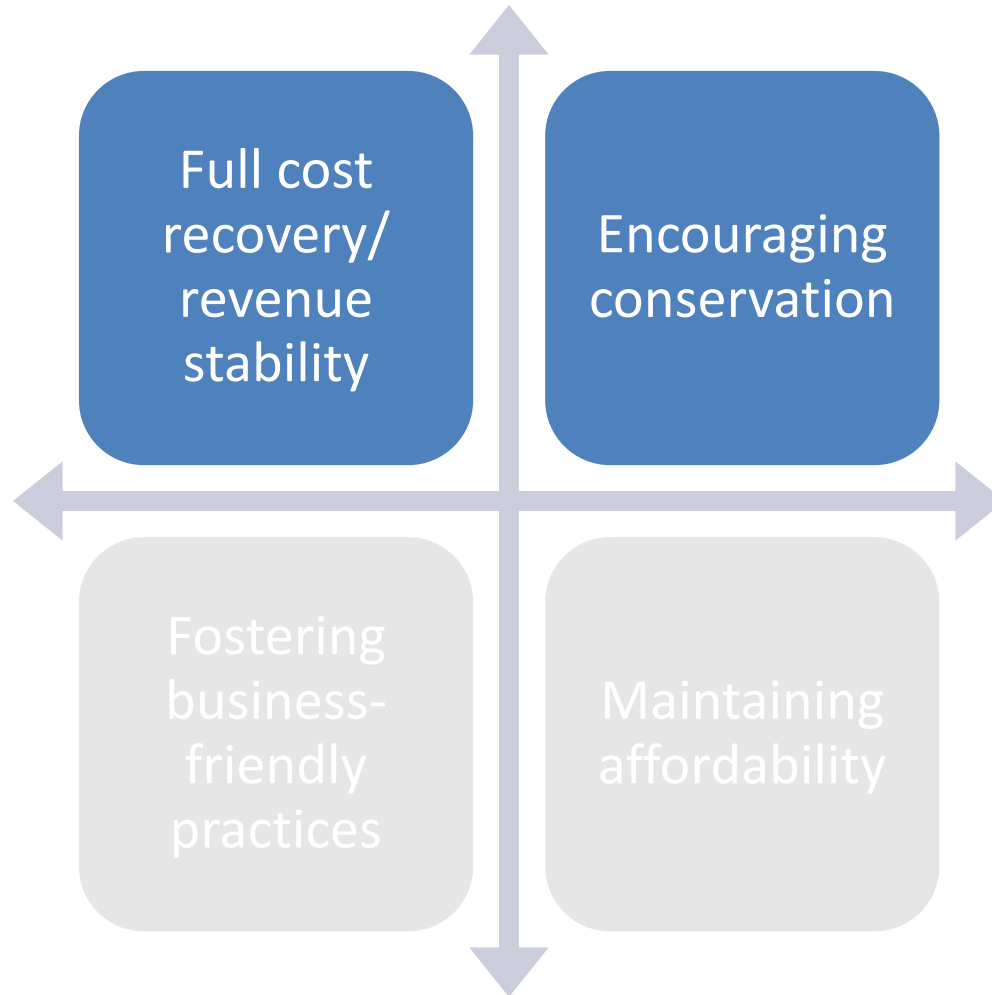 Full cost
recovery/
revenue
stability
Encouraging
conservation
Fostering
business-
friendly
practices
Maintaining
affordability